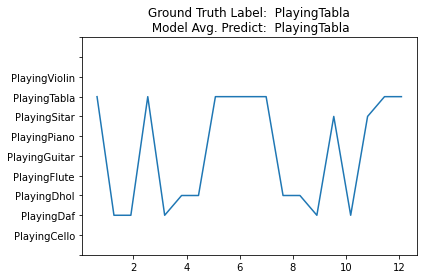 Ground Truth Label:  PlayingTabla
Model Avg. Predict:  PlayingTabla
PlayingViolin
PlayingTabla
PlayingSitar
PlayingPiano
PlayingGuitar
PlayingFlute
PlayingDhol
PlayingDaf
PlayingCello
2 4 6 8 10 12